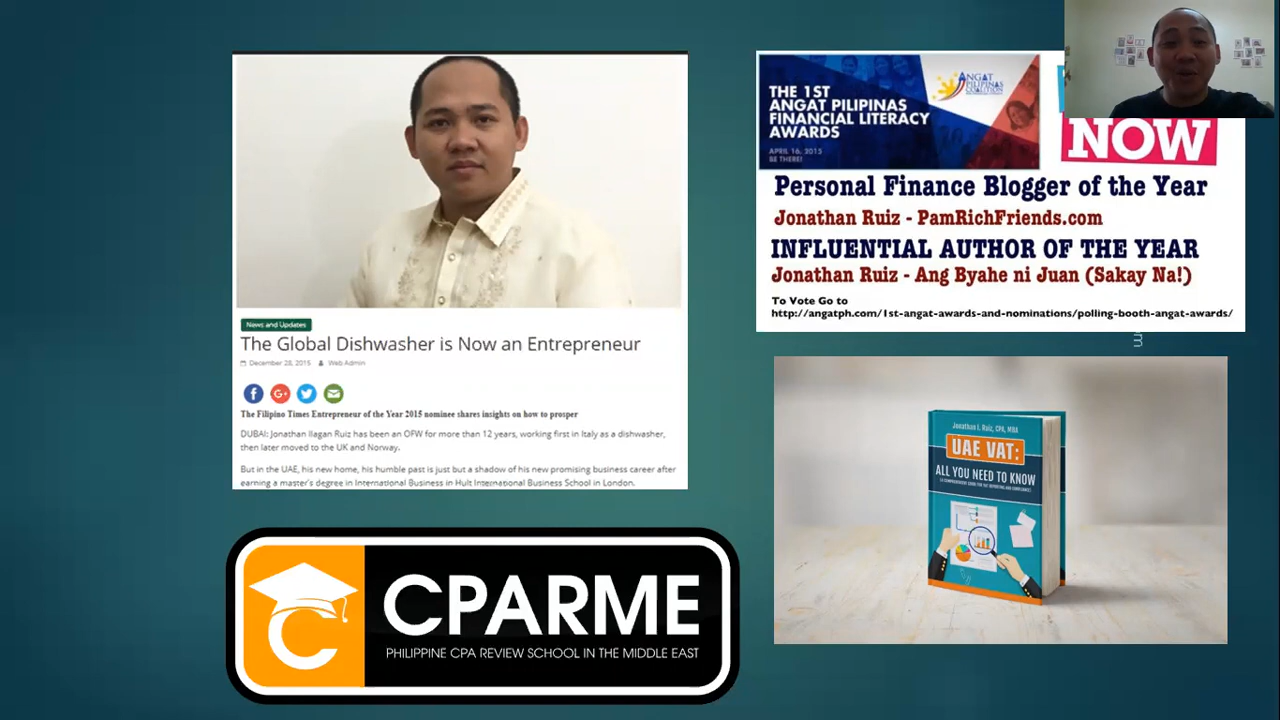 News and Updates
The Global Dishwasher is Now an Entrepreneur
December 28, 2015 Web Admin
The Filipino Times Entrepreneur of the Year 2015 nominee shares insights on how to prosper
DUBAI: Jonathan Ilagan Ruiz has been an OFW for more than 12 years, working first in Italy as a dishwasher,
then later moved to the UK and Norway.
But in the UAE, his new home, his humble past is just but a shadow of his new promising business career after
earning a master's degree in International Business in Hult International Business School in London.
C
CPARME
PHILIPPINE CPA REVIEW SCHOOL IN THE MIDDLE EAST
THE 1ST
ANGAT PILIPINAS
FINANCIAL LITERACY
AWARDS
APRIL 16, 2015
BE THERE!
ANGAT
PILIPINAS
COALITION
NOW
Personal Finance Blogger of the Year
Jonathan Ruiz - PamRichFriends.com
INFLUENTIAL AUTHOR OF THE YEAR
Jonathan Ruiz - Ang Byahe ni Juan (Sakay Na!)
To Vote Go to
http://angatph.com/1st-angat-awards-and-nominations/polling-booth-angat-awards/
m
Jonathan I. Ruiz, CPA, MBA
UAE VAT:
ALL YOU NEED TO KNOW